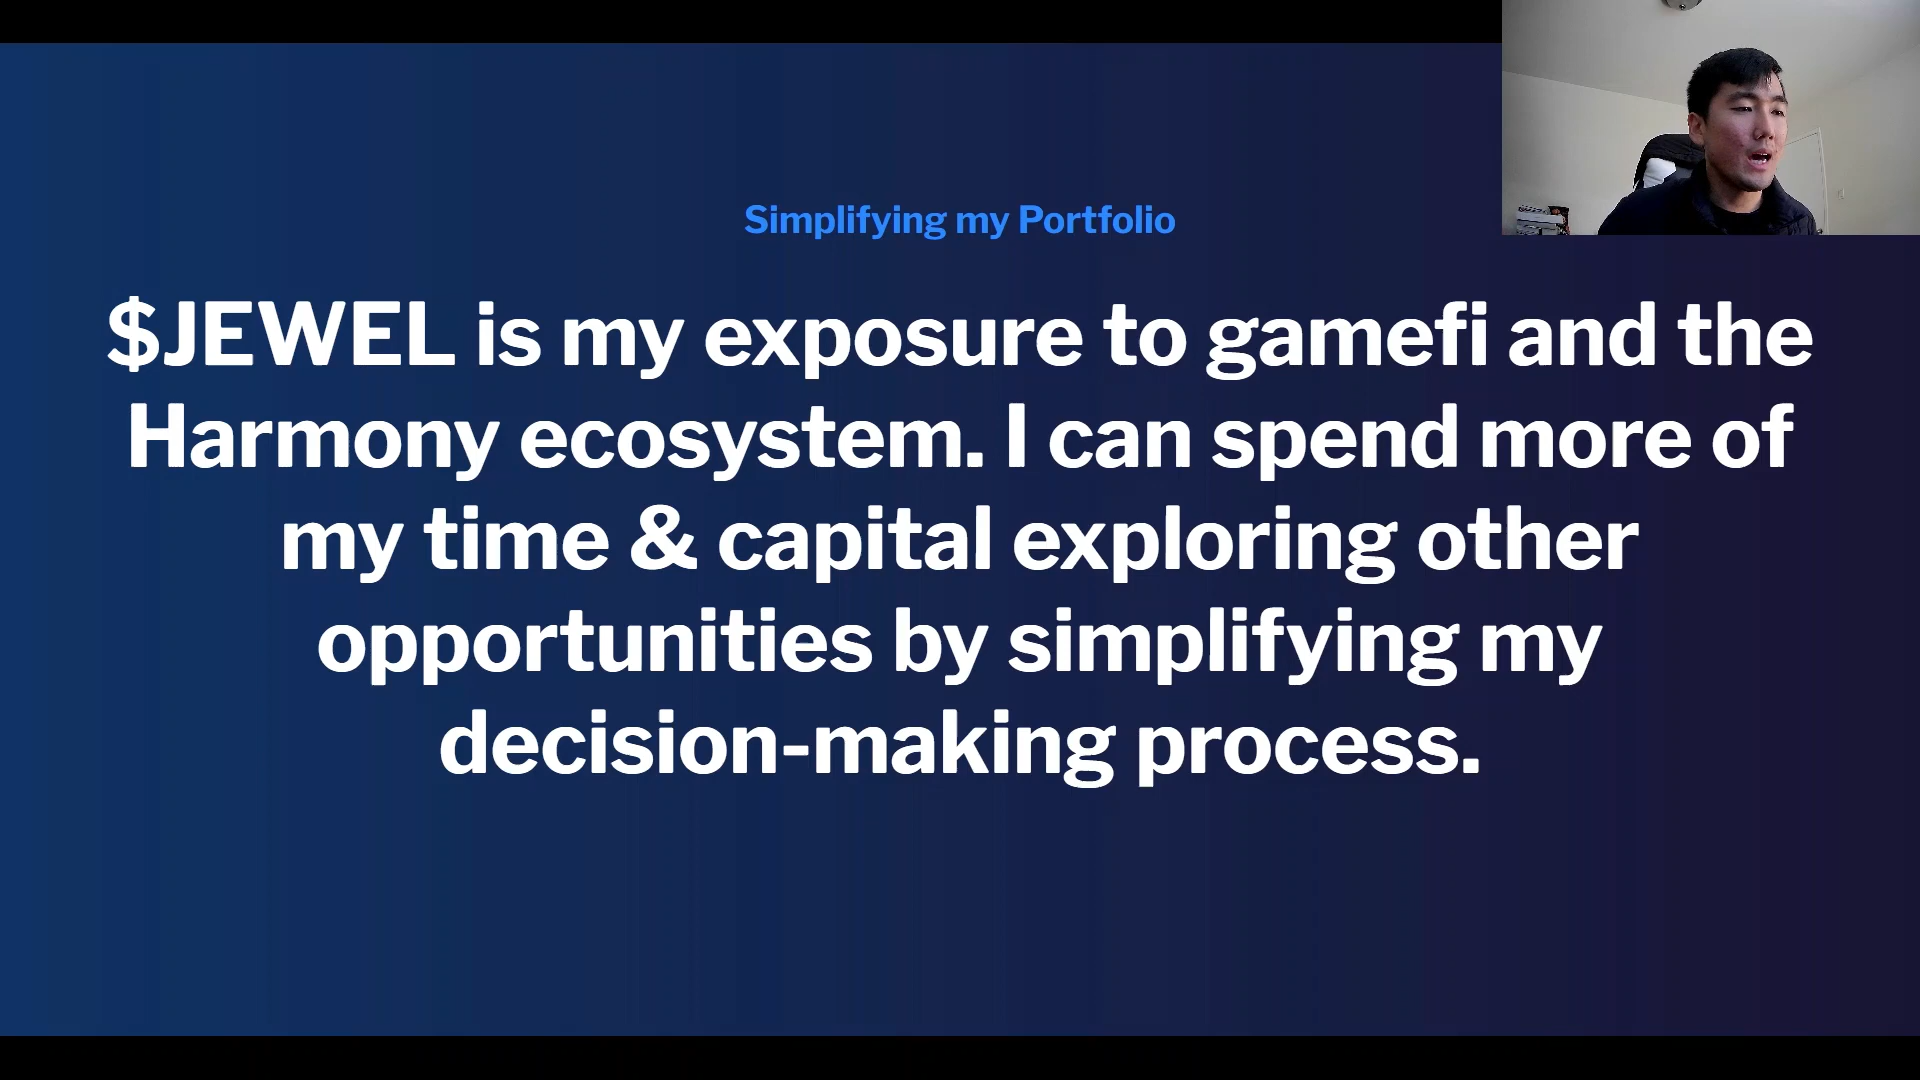 Simplifying my Portfolio
$JEWEL is my exposure to gamefi and the
Harmony ecosystem. I can spend more of
my time & capital exploring other
opportunities by simplifying my
decision-making process.